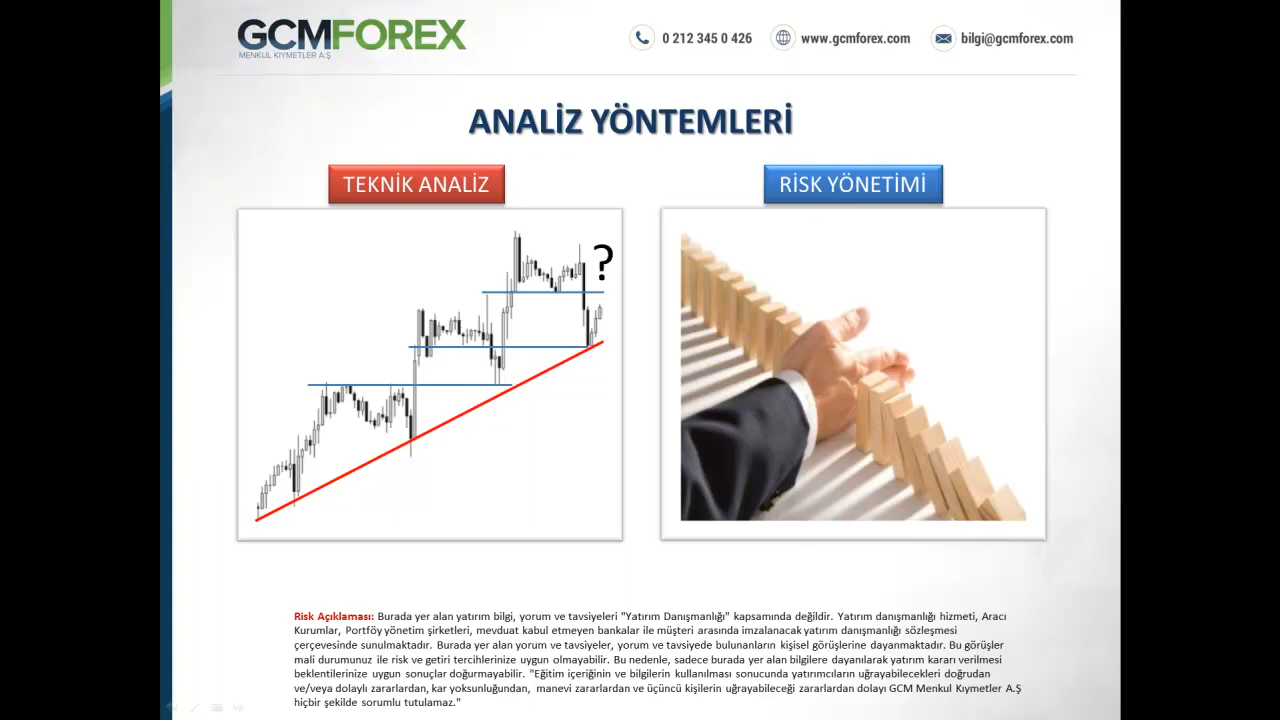 GCMFOREX
MENKUL KIYMETLER A.Ş
0 212 345 0 426
www.gcmforex.com
bilgi@gcmforex.com
ANALİZ YÖNTEMLERİ
TEKNİK ANALİZ
RİSK YÖNETİMİ
?
Risk Açıklaması: Burada yer alan yatırım bilgi, yorum ve tavsiyeleri "Yatırım Danışmanlığı" kapsamında değildir. Yatırım danışmanlığı hizmeti, Aracı
Kurumlar, Portföy yönetim şirketleri, mevduat kabul etmeyen bankalar ile müşteri arasında imzalanacak yatırım danışmanlığı sözleşmesi
çerçevesinde sunulmaktadır. Burada yer alan yorum ve tavsiyeler, yorum ve tavsiyede bulunanların kişisel görüşlerine dayanmaktadır. Bu görüşler
mali durumunuz ile risk ve getiri tercihlerinize uygun olmayabilir. Bu nedenle, sadece burada yer alan bilgilere dayanılarak yatırım kararı verilmesi
beklentilerinize uygun sonuçlar doğurmayabilir. "Eğitim içeriğinin ve bilgilerin kullanılması sonucunda yatırımcıların uğrayabilecekleri doğrudan
ve/veya dolaylı zararlardan, kar yoksunluğundan, manevi zararlardan ve üçüncü kişilerin uğrayabileceği zararlardan dolayı GCM Menkul Kıymetler A.Ş
hiçbir şekilde sorumlu tutulamaz."